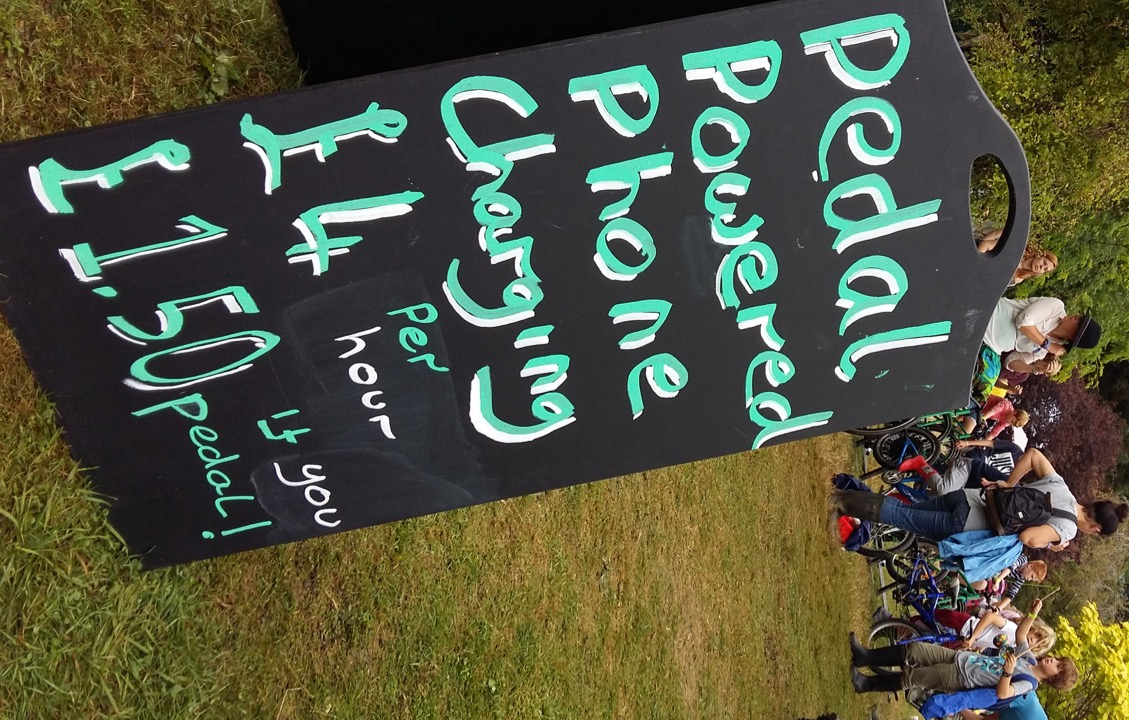 Pedal
Powered
Phone
Charging
£4 per
hour
£1.50 if you
pedal!